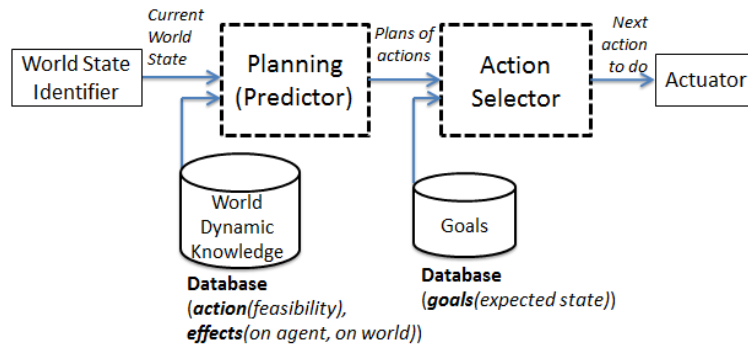 Current
World
State
Plans of
actions
Next
action
to do
World State
Identifier
Planning
(Predictor)
Action
Selector
Actuator
World
Dynamic
Knowledge
Goals
Database
(action(feasibility),
effects(on agent, on world))
Database
(goals(expected state))